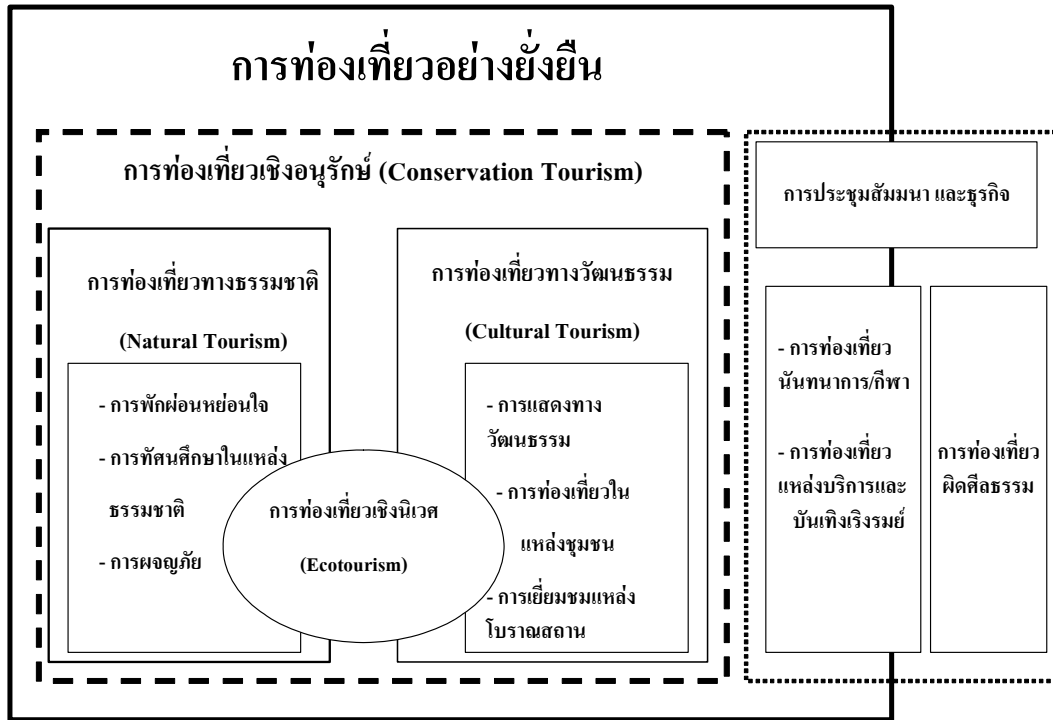 การท่องเที่ยวอย่างยั่งยืน
การท่องเที่ยวเชิงอนุรักษ์ (Conservation Tourism)
การท่องเที่ยวทางธรรมชาติ
(Natural Tourism)
- การพักผ่อนหย่อนใจ
- การทัศนศึกษาในแหล่ง
ธรรมชาติ
- การผจญภัย
การท่องเที่ยวเชิงนิเวศ
(Ecotourism)
การท่องเที่ยวทางวัฒนธรรม
(Cultural Tourism)
- การแสดงทาง
วัฒนธรรม
- การท่องเที่ยวใน
แหล่งชุมชน
- การเยี่ยมชมแหล่ง
โบราณสถาน
การประชุมสัมมนา และธุรกิจ
- การท่องเที่ยว
นันทนาการ/กีฬา
- การท่องเที่ยว
แหล่งบริการและ
บันเทิงเริงรมย์
การท่องเที่ยว
ผิดศีลธรรม